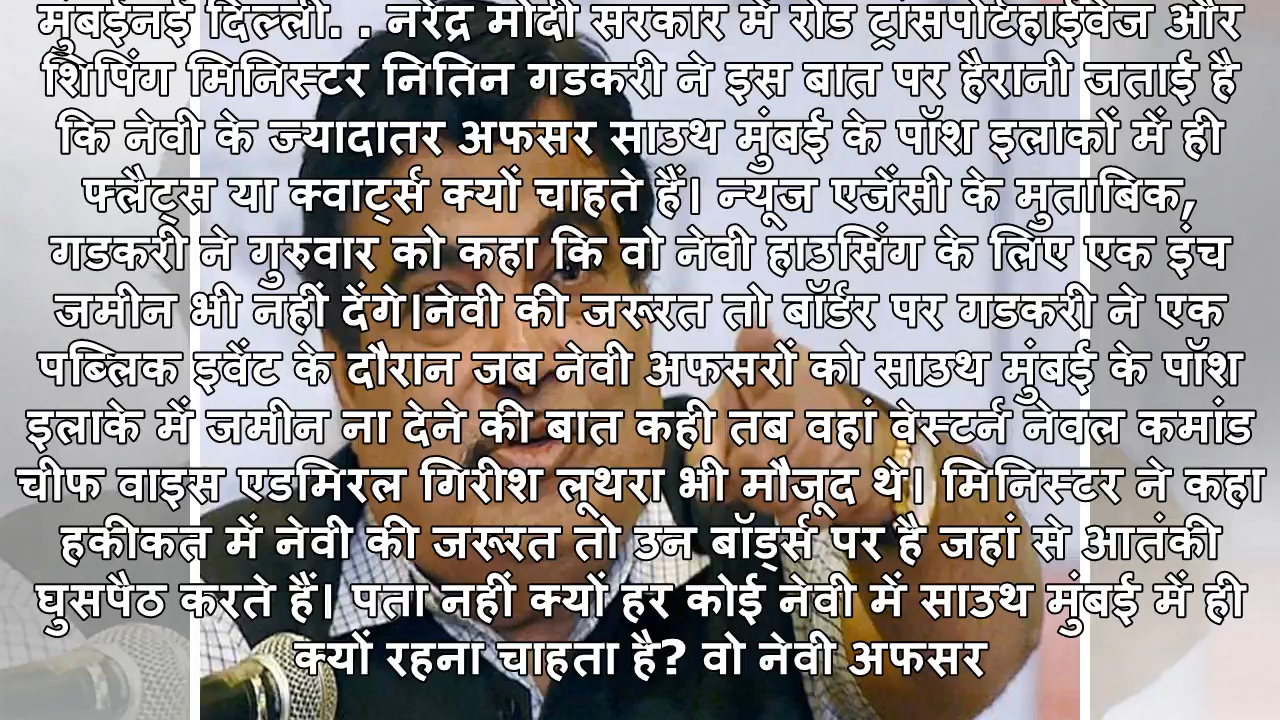 मुंबईनई दिल्ली. . नरेंद्र मोदी सरकार में रोड ट्रांसपोर्टहाईवेज और
शिपिंग मिनिस्टर नितिन गडकरी ने इस बात पर हैरानी जताई है
कि नेवी के ज्यादातर अफसर साउथ मुंबई के पॉश इलाकों में ही
फ्लैट्स या क्वार्ट्स क्यों चाहते हैं। न्यूज एजेंसी के मुताबिक,
गडकरी ने गुरुवार को कहा कि वो नेवी हाउसिंग के लिए एक इंच
जमीन भी नहीं देंगे।नेवी की जरूरत तो बॉर्डर पर गडकरी ने एक
पब्लिक इवेंट के दौरान जब नेवी अफसरों को साउथ मुंबई के पॉश
इलाके में जमीन ना देने की बात कही तब वहां वेस्टर्न नेवल कमांड
चीफ वाइस एडमिरल गिरीश लूथरा भी मौजूद थे। मिनिस्टर ने कहा
हकीकत में नेवी की जरूरत तो उन बॉर्ड्स पर है जहां से आतंकी
घुसपैठ करते हैं। पता नहीं क्यों हर कोई नेवी में साउथ मुंबई में ही
क्यों रहना चाहता है? वो नेवी अफसर